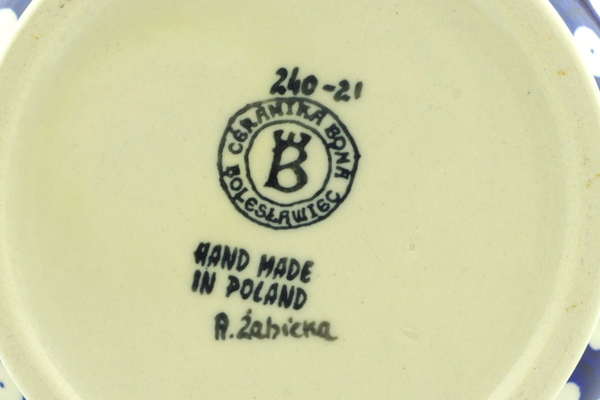 240-21
CERAMIKA BONA
B
BOLESŁAWIEC
HAND MADE
IN POLAND
A. Żabicka